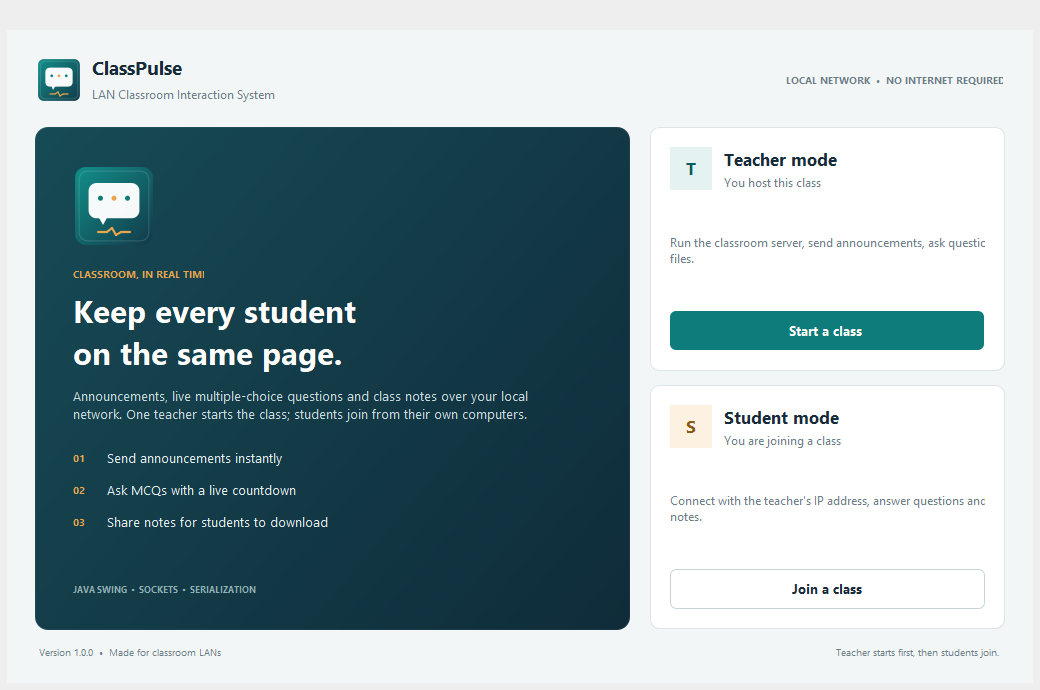 ClassPulse
LAN Classroom Interaction System
LOCAL NETWORK • NO INTERNET REQUIRED
CLASSROOM, IN REAL TIM
Keep every student
on the same page.
Announcements, live multiple-choice questions and class notes over your local
network. One teacher starts the class; students join from their own computers.
01 Send announcements instantly
02 Ask MCQs with a live countdown
03 Share notes for students to download
JAVA SWING • SOCKETS • SERIALIZATION
T
Teacher mode
You host this class
Run the classroom server, send announcements, ask questic
files.
Start a class
S
Student mode
You are joining a class
Connect with the teacher's IP address, answer questions and
notes.
Join a class
Version 1.0.0 • Made for classroom LANs
Teacher starts first, then students join.